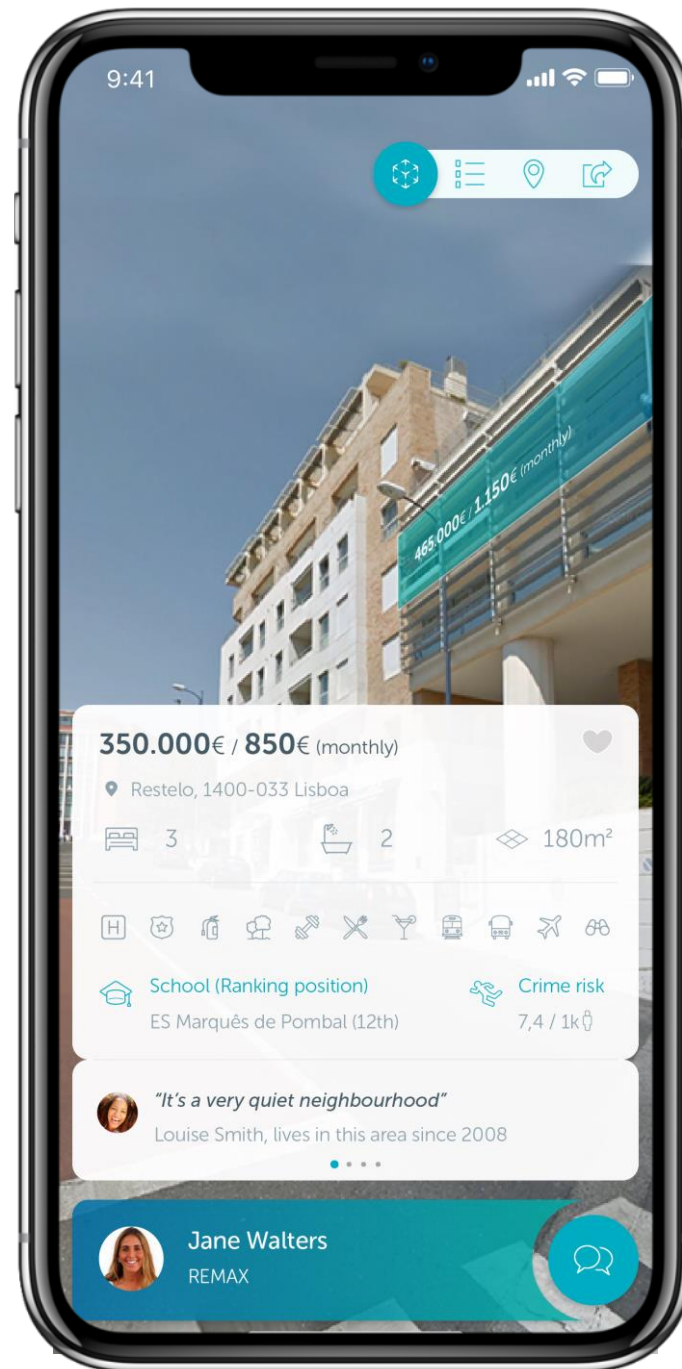 9:41
465.000€ / 1.150€ (monthly)
350.000€ / 850€ (monthly)
Restelo, 1400-033 Lisboa
3 2 180m²
H
School (Ranking position) Crime risk
ES Marquês de Pombal (12th) 7,4 / 1k
“It’s a very quiet neighbourhood”
Louise Smith, lives in this area since 2008
Jane Walters
REMAX